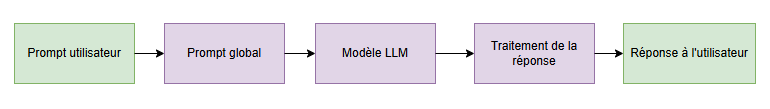 Prompt utilisateur
Prompt global
Modèle LLM
Traitement de la
réponse
Réponse à l'utilisateur